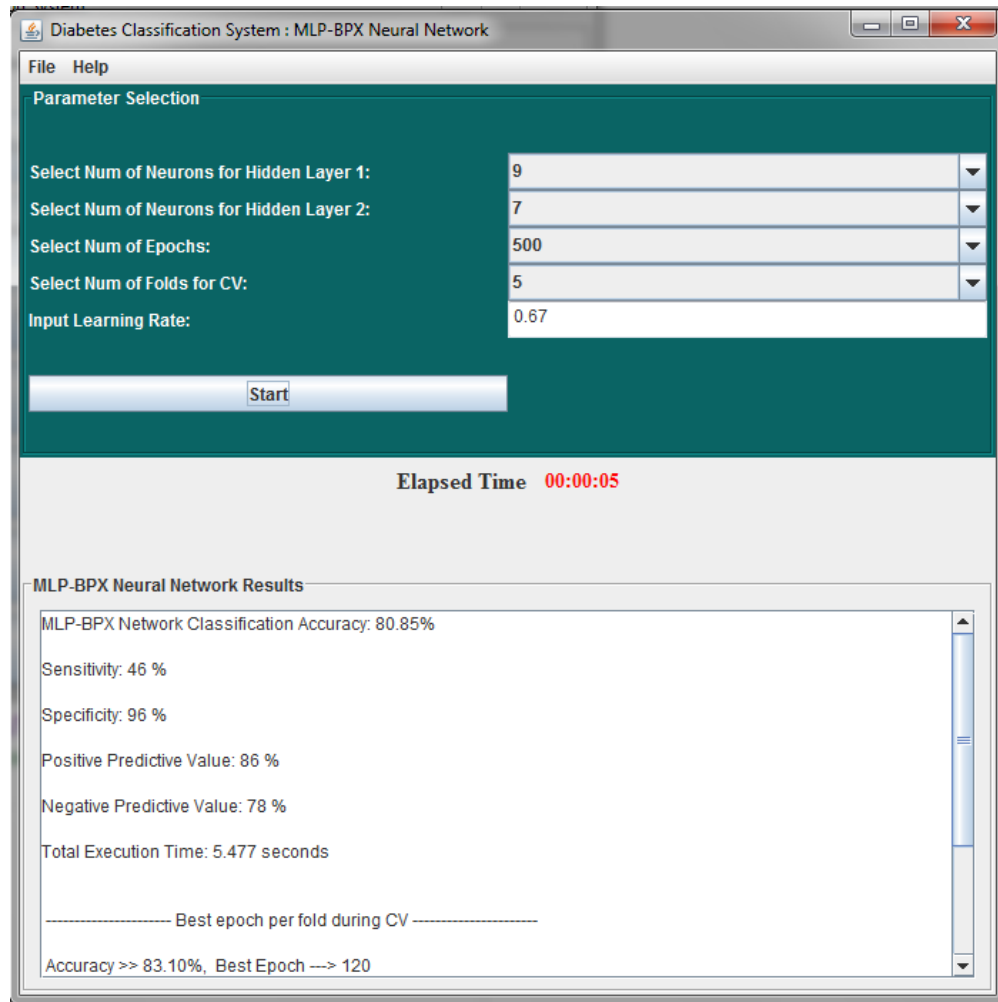 Diabetes Classification System : MLP-BPX Neural Network
File Help
Parameter Selection
Select Num of Neurons for Hidden Layer 1: 9
Select Num of Neurons for Hidden Layer 2: 7
Select Num of Epochs: 500
Select Num of Folds for CV: 5
Input Learning Rate: 0.67
Start
Elapsed Time 00:00:05
MLP-BPX Neural Network Results
MLP-BPX Network Classification Accuracy: 80.85%
Sensitivity: 46 %
Specificity: 96 %
Positive Predictive Value: 86 %
Negative Predictive Value: 78 %
Total Execution Time: 5.477 seconds
---------------------- Best epoch per fold during CV ----------------------
Accuracy >> 83.10%, Best Epoch ---> 120